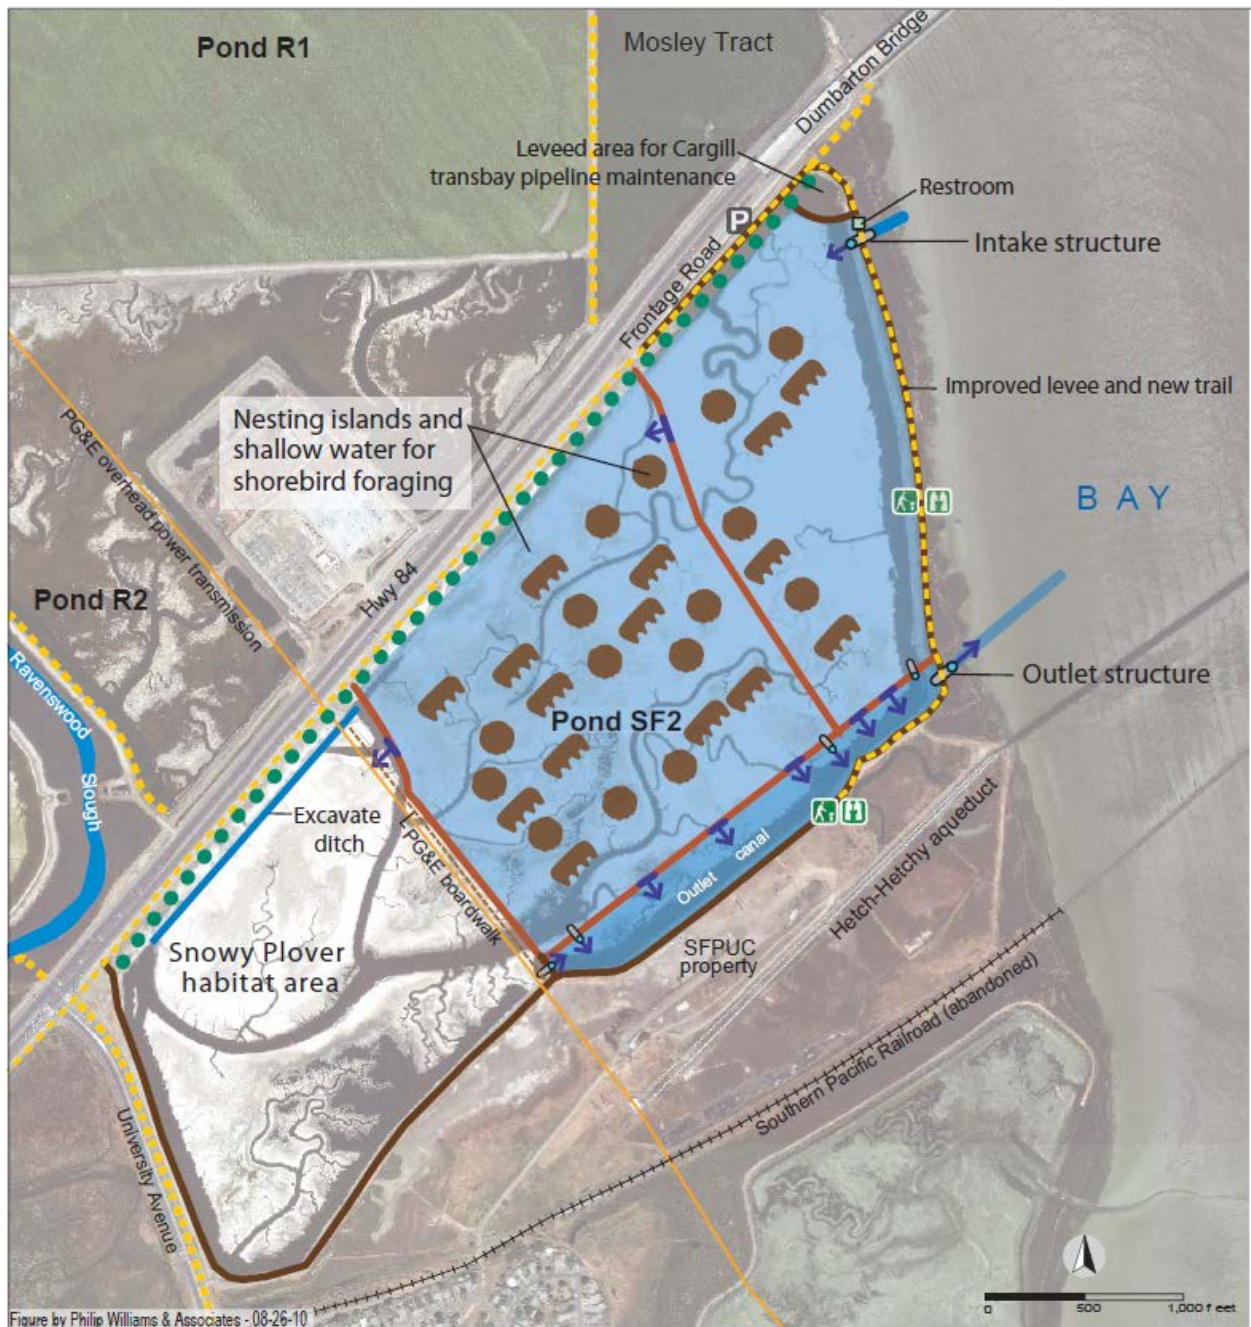 Pond R1
Mosley Tract
Dumbarton Bridge
Leveed area for Cargill
transbay pipeline maintenance
Restroom
P
Intake structure
Frontage Road
Improved levee and new trail
Nesting islands and
shallow water for
shorebird foraging
PG&E overhead power transmission
BAY
Hwy 84
Pond R2
Ravenswood
Slough
Outlet structure
Pond SF2
Excavate
ditch
PG&E boardwalk
Outlet canal
Hetch-Hetchy aqueduct
SFPUC
property
Snowy Plover
habitat area
Southern Pacific Railroad (abandoned)
University Avenue
0 500 1,000 feet
Figure by Philip Williams & Associates - 08-26-10